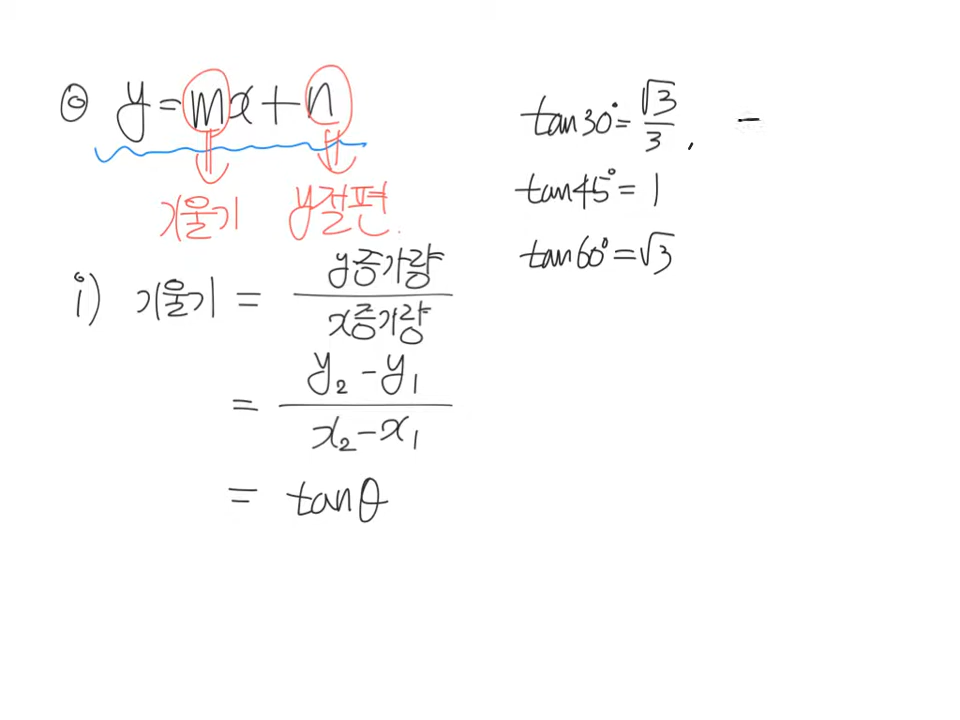 ⊙ y=mx+n
기울기 y절편.
i) 기울기 = y증가량/x증가량
= y₂-y₁/x₂-x₁
= tanθ
tan30°=√3/3, -
tan45°=1
tan60°=√3